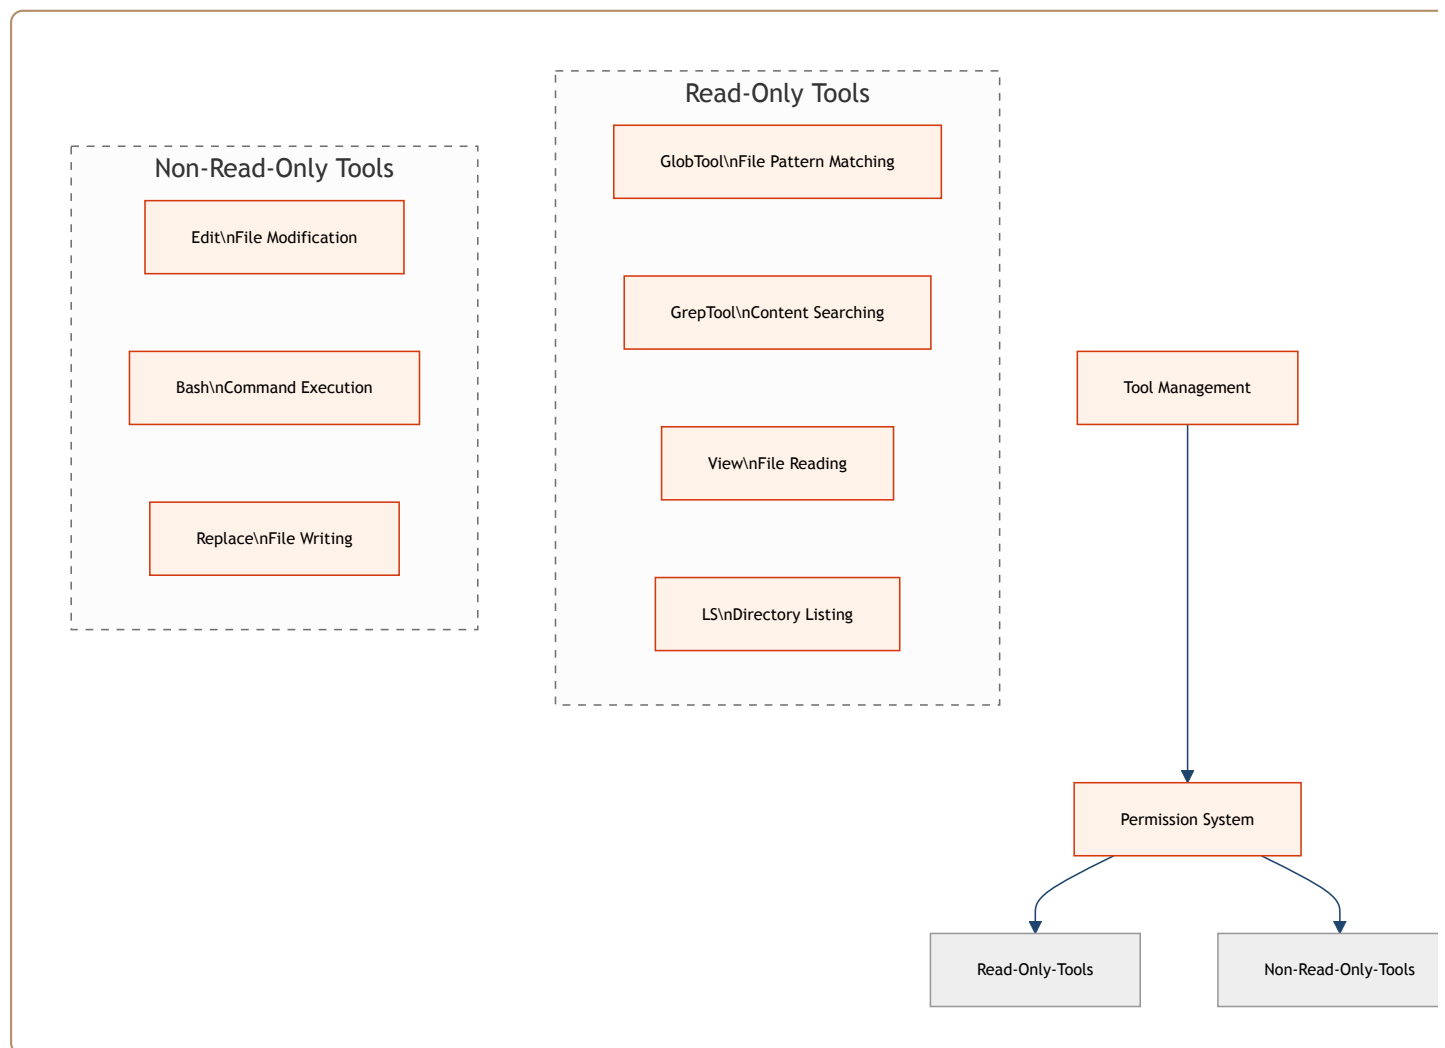 Non-Read-Only Tools
Edit\nFile Modification
Bash\nCommand Execution
Replace\nFile Writing
Read-Only Tools
GlobTool\nFile Pattern Matching
GrepTool\nContent Searching
View\nFile Reading
LS\nDirectory Listing
Tool Management
Permission System
Read-Only-Tools
Non-Read-Only-Tools